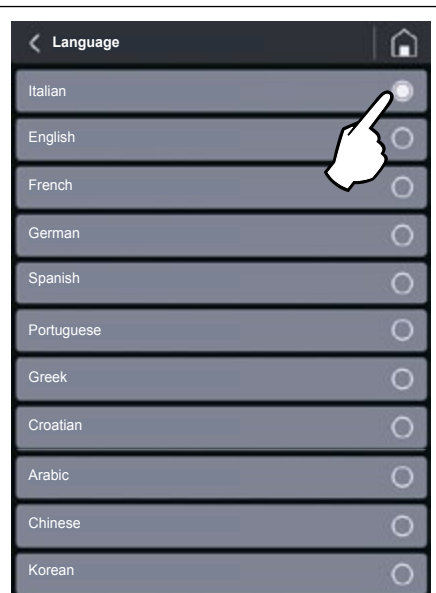 Language
Italian
English
French
German
Spanish
Portuguese
Greek
Croatian
Arabic
Chinese
Korean